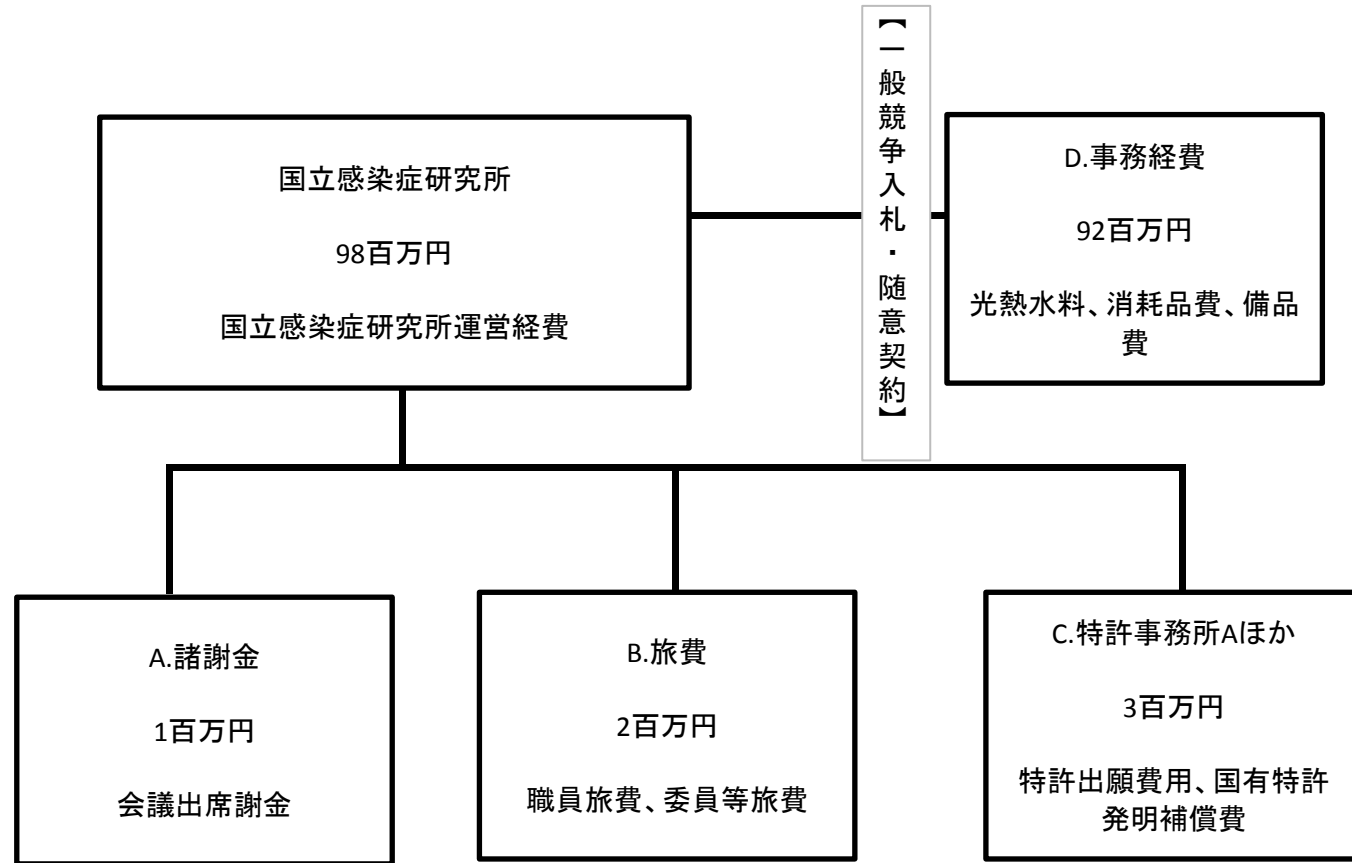 国立感染症研究所
98百万円
国立感染症研究所運営経費
【一般競争入札・随意契約】
D.事務経費
92百万円
光熱水料、消耗品費、備品
費
A.諸謝金
1百万円
会議出席謝金
B.旅費
2百万円
職員旅費、委員等旅費
C.特許事務所Aほか
3百万円
特許出願費用、国有特許
発明補償費